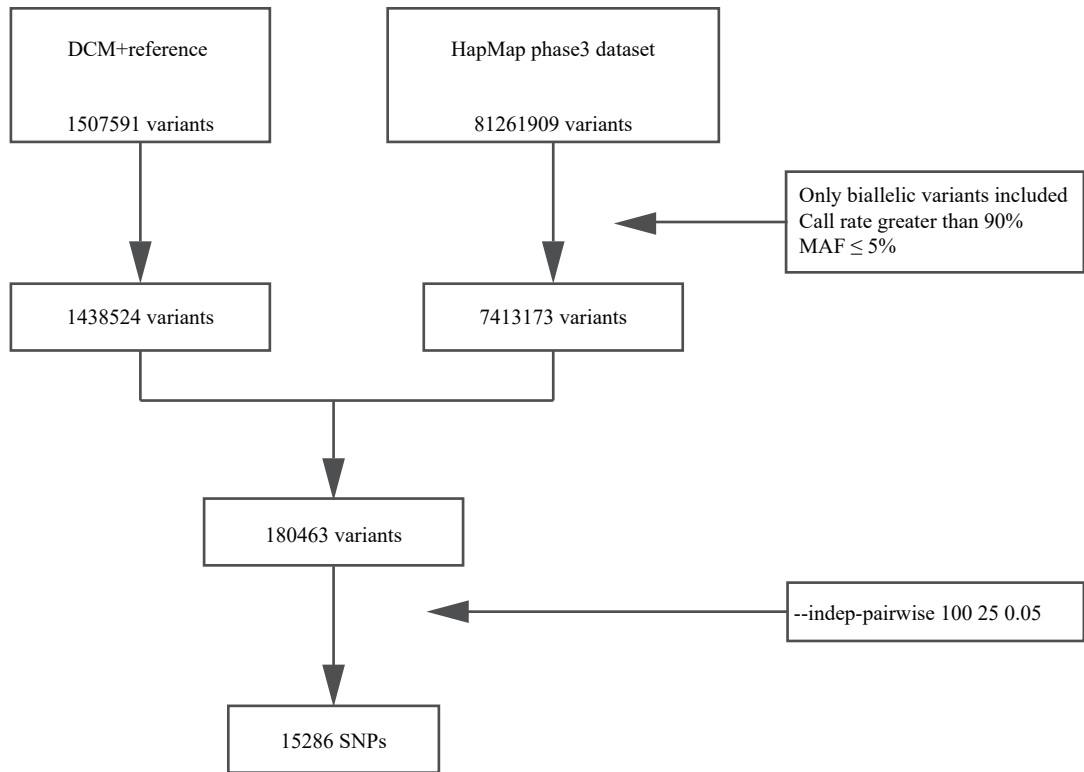 DCM+reference
1507591 variants
HapMap phase3 dataset
81261909 variants
Only biallelic variants included
Call rate greater than 90%
MAF ≤ 5%
1438524 variants
7413173 variants
180463 variants
--indep-pairwise 100 25 0.05
15286 SNPs